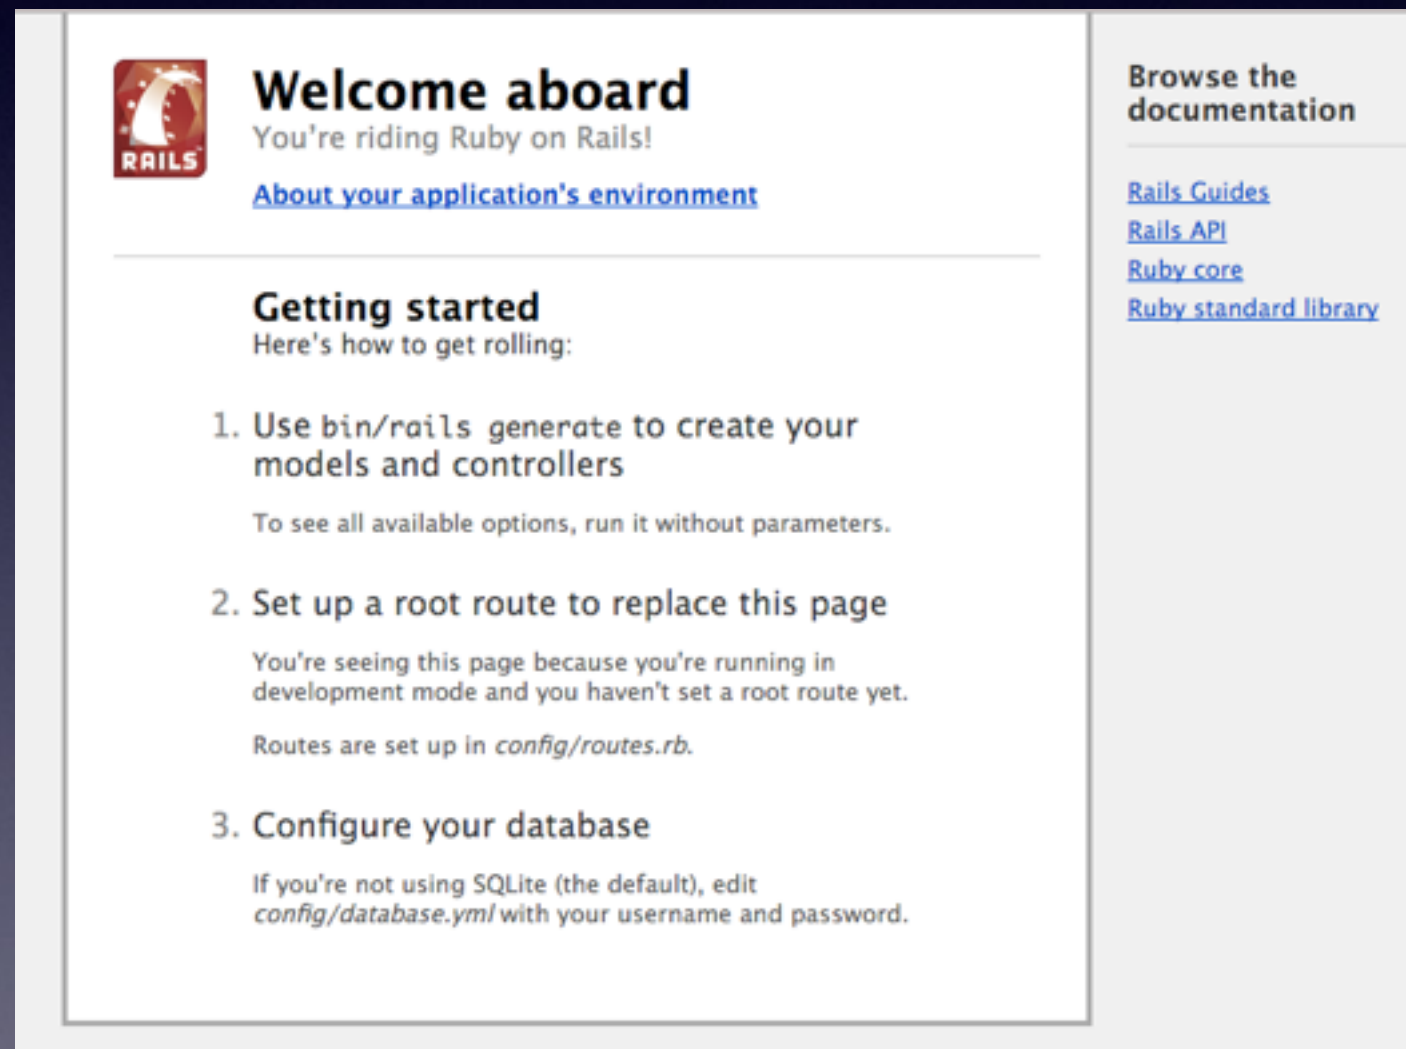 RAILS
Welcome aboard
You're riding Ruby on Rails!
About your application's environment
Getting started
Here's how to get rolling:
1. Use bin/rails generate to create your
models and controllers
To see all available options, run it without parameters.
2. Set up a root route to replace this page
You're seeing this page because you're running in
development mode and you haven't set a root route yet.
Routes are set up in config/routes.rb.
3. Configure your database
If you're not using SQLite (the default), edit
config/database.yml with your username and password.
Browse the
documentation
Rails Guides
Rails API
Ruby core
Ruby standard library